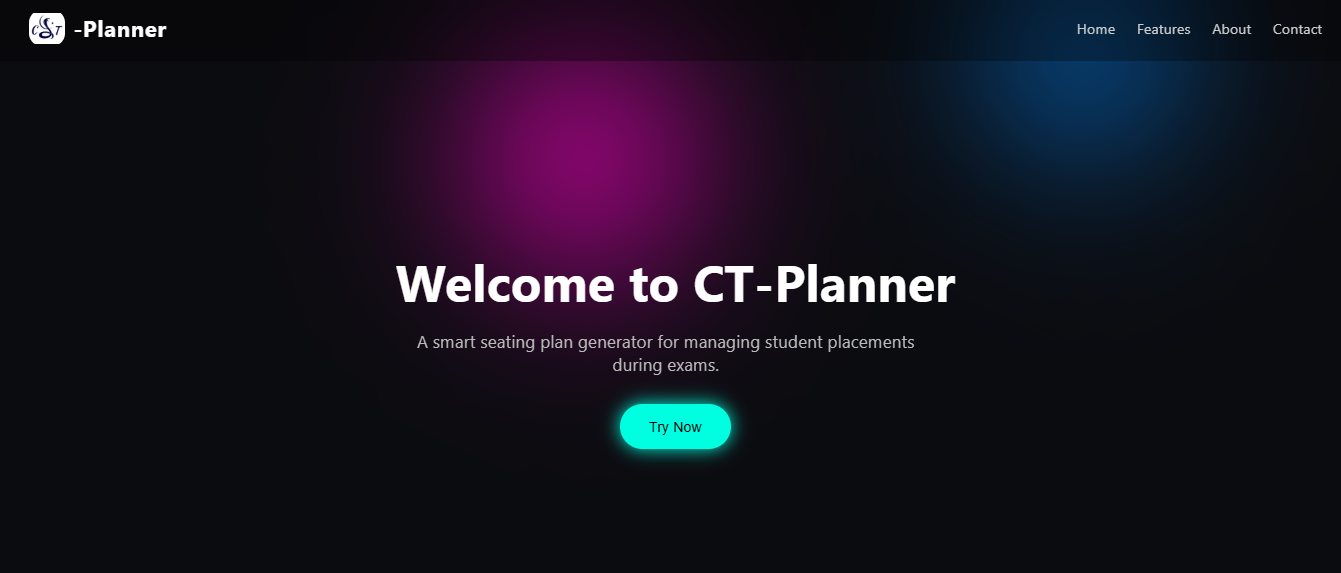 CST -Planner
Home Features About Contact
Welcome to CT-Planner
A smart seating plan generator for managing student placements
during exams.
Try Now